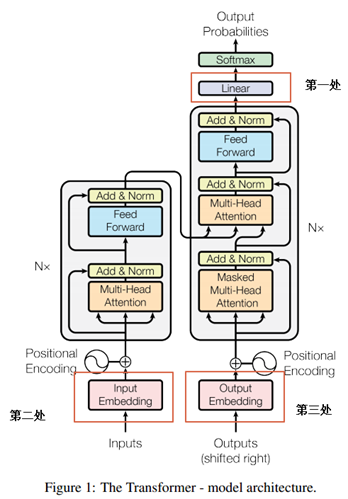 Output
Probabilities
Softmax
Linear
第一处
Add & Norm
Feed
Forward
Add & Norm
Multi-Head
Attention
Add & Norm
Masked
Multi-Head
Attention
N×
Add & Norm
Feed
Forward
Add & Norm
Multi-Head
Attention
N×
Positional
Encoding
Positional
Encoding
第二处
Input
Embedding
Output
Embedding
第三处
Inputs
Outputs
(shifted right)
Figure 1: The Transformer - model architecture.